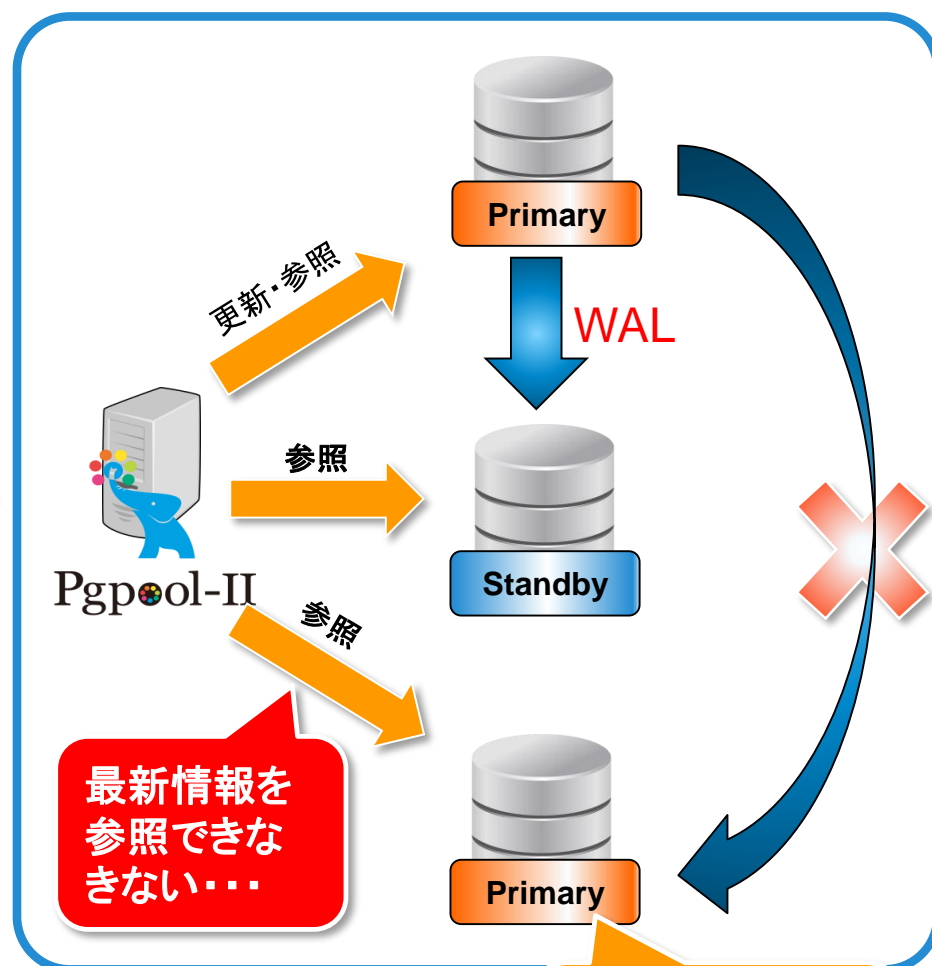 Primary
更新・参照
WAL
参照
Standby
Pgpool-II
参照
最新情報を
参照できな
きない・・・
Primary